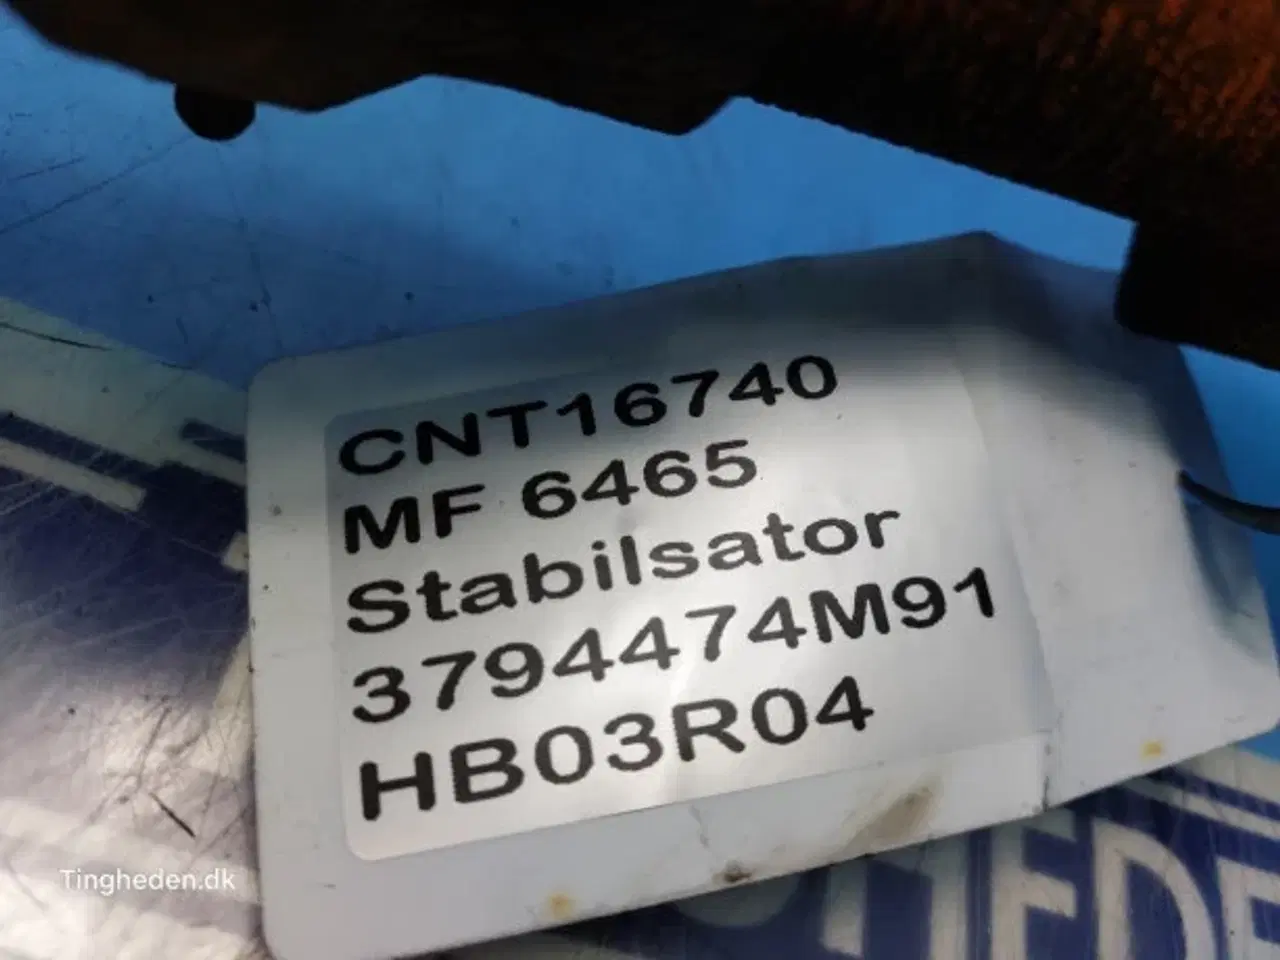 CNT16740
MF 6465
Stabilsator
3794474M91
HB03R04
Tingheden.dk